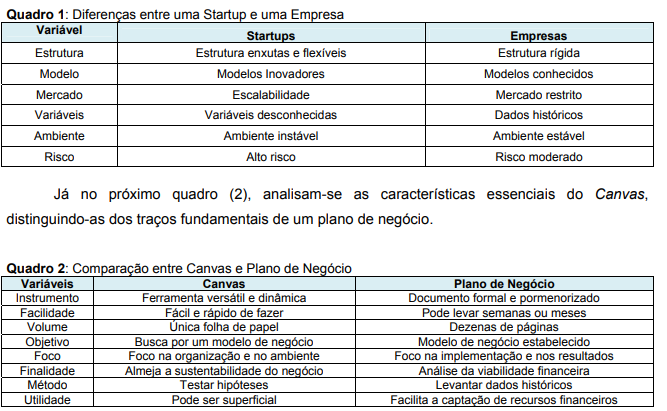 Quadro 1: Diferenças entre uma Startup e uma Empresa
Variável Startups Empresas
Estrutura Estrutura enxutas e flexíveis Estrutura rígida
Modelo Modelos Inovadores Modelos conhecidos
Mercado Escalabilidade Mercado restrito
Variáveis Variáveis desconhecidas Dados históricos
Ambiente Ambiente instável Ambiente estável
Risco Alto risco Risco moderado
Já no próximo quadro (2), analisam-se as características essenciais do Canvas,
distinguindo-as dos traços fundamentais de um plano de negócio.
Quadro 2: Comparação entre Canvas e Plano de Negócio
Variáveis Canvas Plano de Negócio
Instrumento Ferramenta versátil e dinâmica Documento formal e pormenorizado
Facilidade Fácil e rápido de fazer Pode levar semanas ou meses
Volume Única folha de papel Dezenas de páginas
Objetivo Busca por um modelo de negócio Modelo de negócio estabelecido
Foco Foco na organização e no ambiente Foco na implementação e nos resultados
Finalidade Almeja a sustentabilidade do negócio Análise da viabilidade financeira
Método Testar hipóteses Levantar dados históricos
Utilidade Pode ser superficial Facilita a captação de recursos financeiros